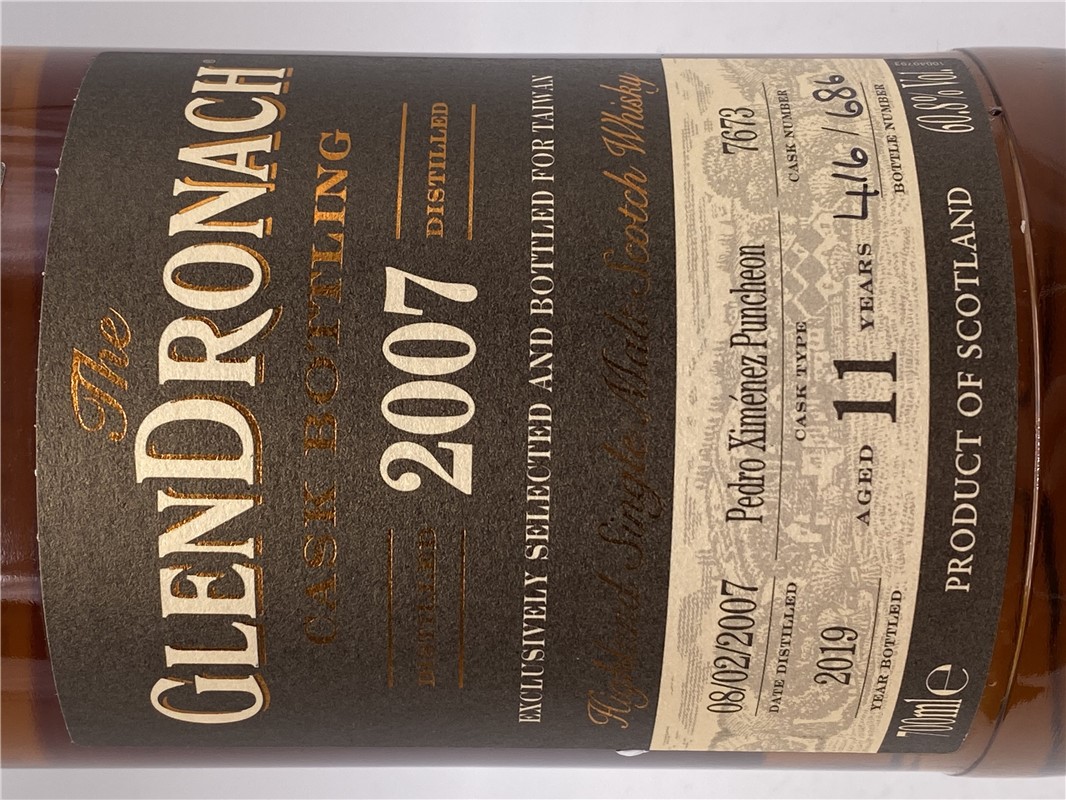 The
GLENDRONACH
CASK BOTTLING
DISTILLED 2007 DISTILLED
EXCLUSIVELY SELECTED AND BOTTLED FOR TAIWAN
Highland Single Malt Scotch Whisky
08/02/2007 Pedro Ximénez Puncheon 7673
DATE DISTILLED CASK TYPE CASK NUMBER
2019 AGED 11 YEARS 416/686
YEAR BOTTLED BOTTLE NUMBER
700ml e PRODUCT OF SCOTLAND 60.8% Vol.